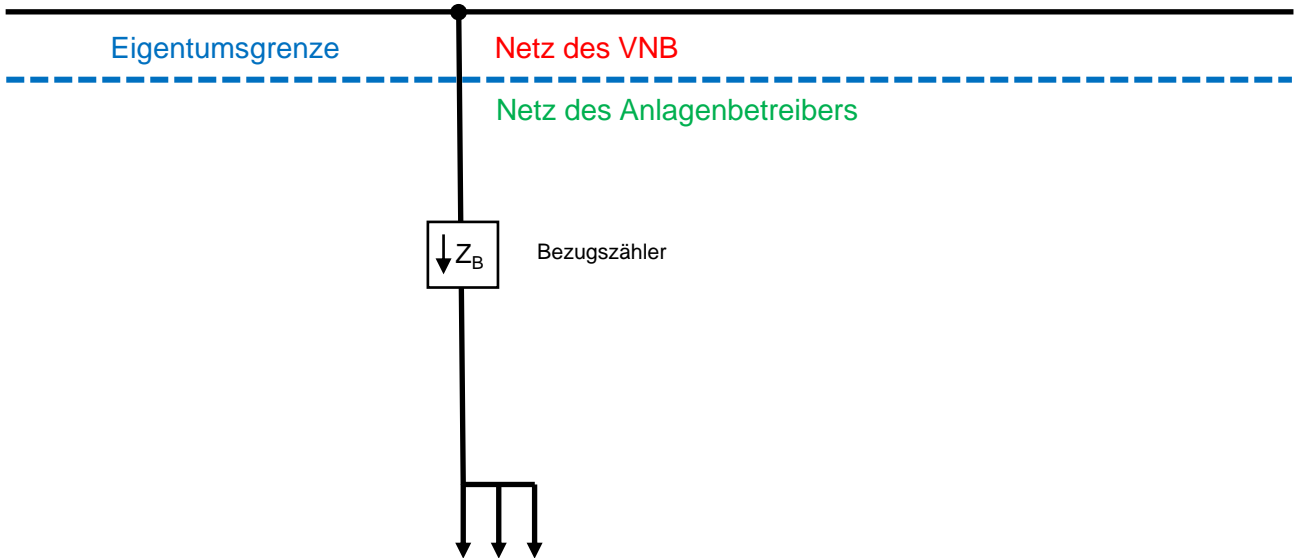 Eigentumsgrenze
Netz des VNB
Netz des Anlagenbetreibers
Z_B
Bezugszähler